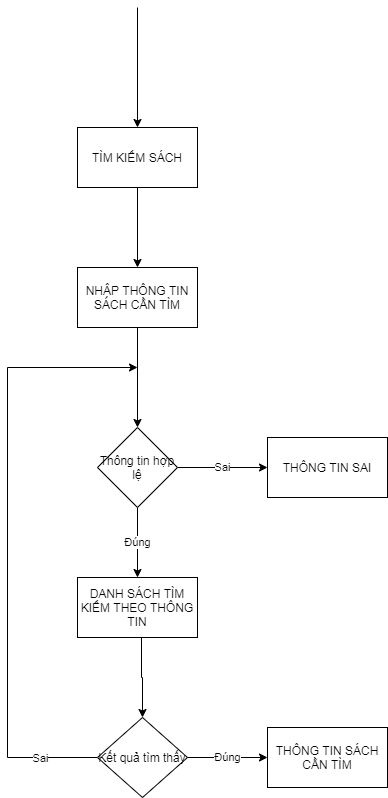 TÌM KIẾM SÁCH
NHẬP THÔNG TIN
SÁCH CẦN TÌM
Thông tin hợp
lệ
Sai
THÔNG TIN SAI
Đúng
DANH SÁCH TÌM
KIẾM THEO THÔNG
TIN
Sai
Kết quả tìm thấy
Đúng
THÔNG TIN SÁCH
CẦN TÌM